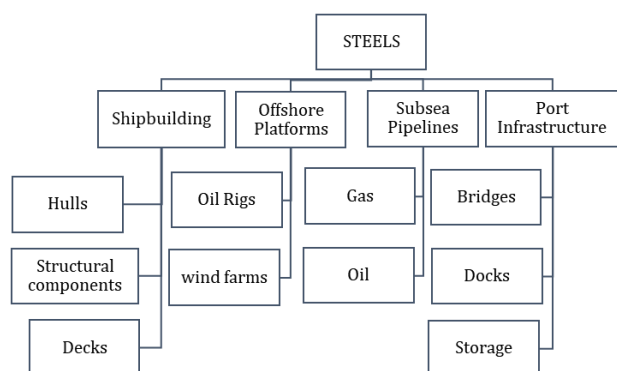 STEELS
Shipbuilding
Offshore
Platforms
Subsea
Pipelines
Port
Infrastructure
Hulls
Structural
components
Decks
Oil Rigs
wind farms
Gas
Oil
Bridges
Docks
Storage